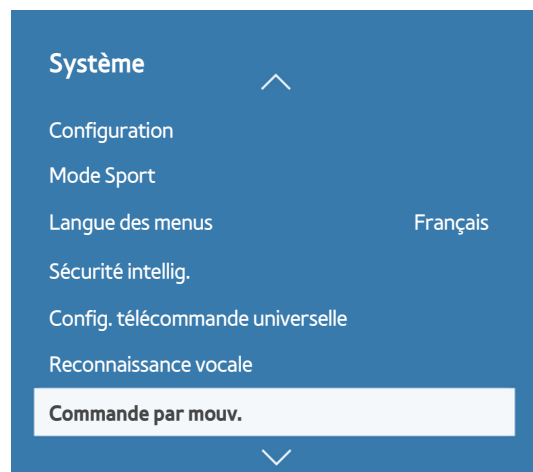 Système
Configuration
Mode Sport
Langue des menus Français
Sécurité intellig.
Config. télécommande universelle
Reconnaissance vocale
Commande par mouv.